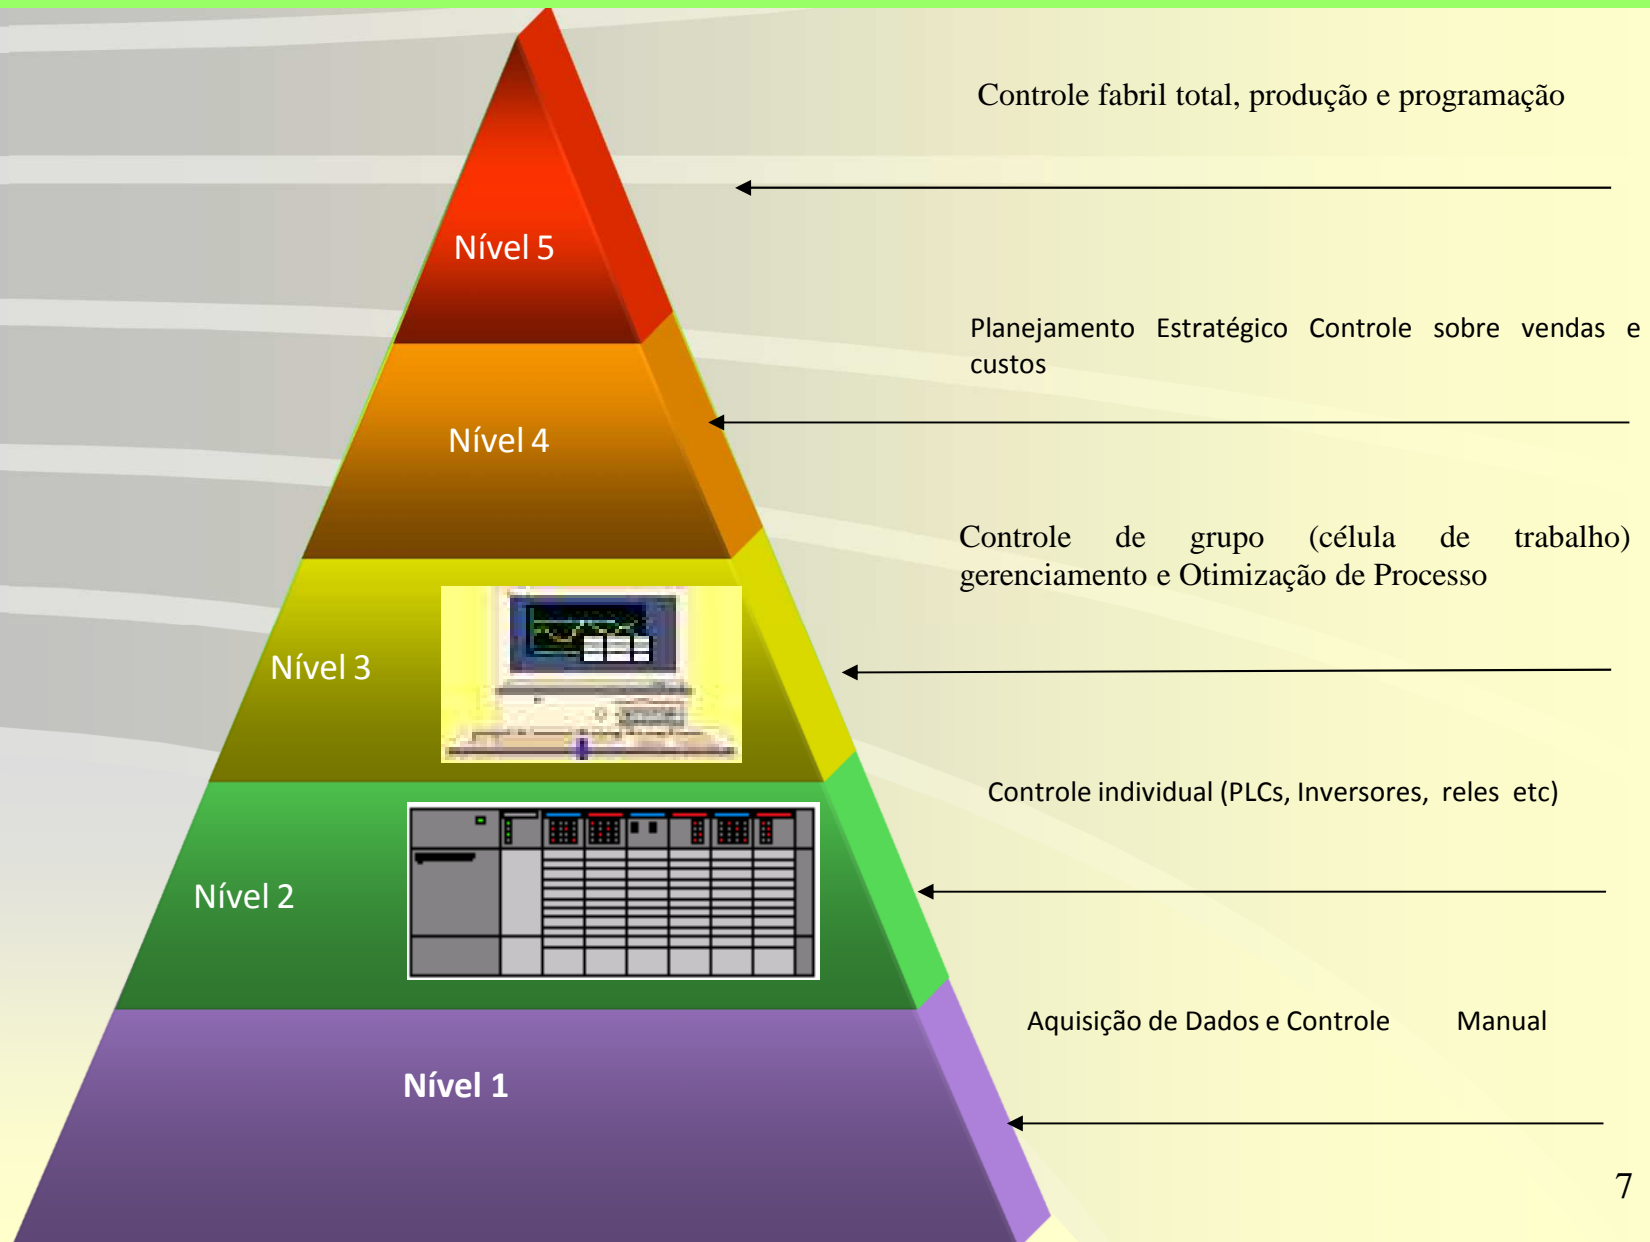 Controle fabril total, produção e programação
Nível 5
Planejamento Estratégico Controle sobre vendas e
custos
Nível 4
Controle de grupo (célula de trabalho)
gerenciamento e Otimização de Processo
Nível 3
Controle individual (PLCs, Inversores, reles etc)
Nível 2
Aquisição de Dados e Controle Manual
Nível 1
7